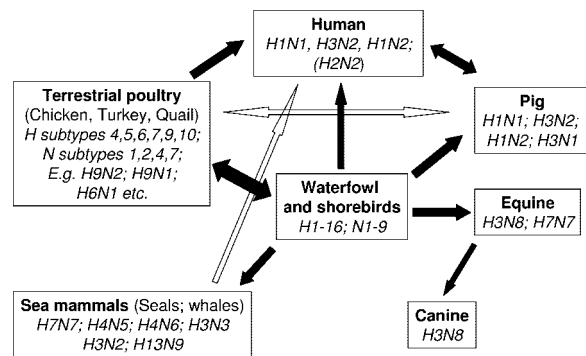 Human
H1N1, H3N2, H1N2;
(H2N2)
Terrestrial poultry
(Chicken, Turkey, Quail)
H subtypes 4,5,6,7,9,10;
N subtypes 1,2,4,7;
E.g. H9N2; H9N1;
H6N1 etc.
Pig
H1N1; H3N2;
H1N2; H3N1
Waterfowl
and shorebirds
H1-16; N1-9
Equine
H3N8; H7N7
Sea mammals (Seals; whales)
H7N7; H4N5; H4N6; H3N3
H3N2; H13N9
Canine
H3N8